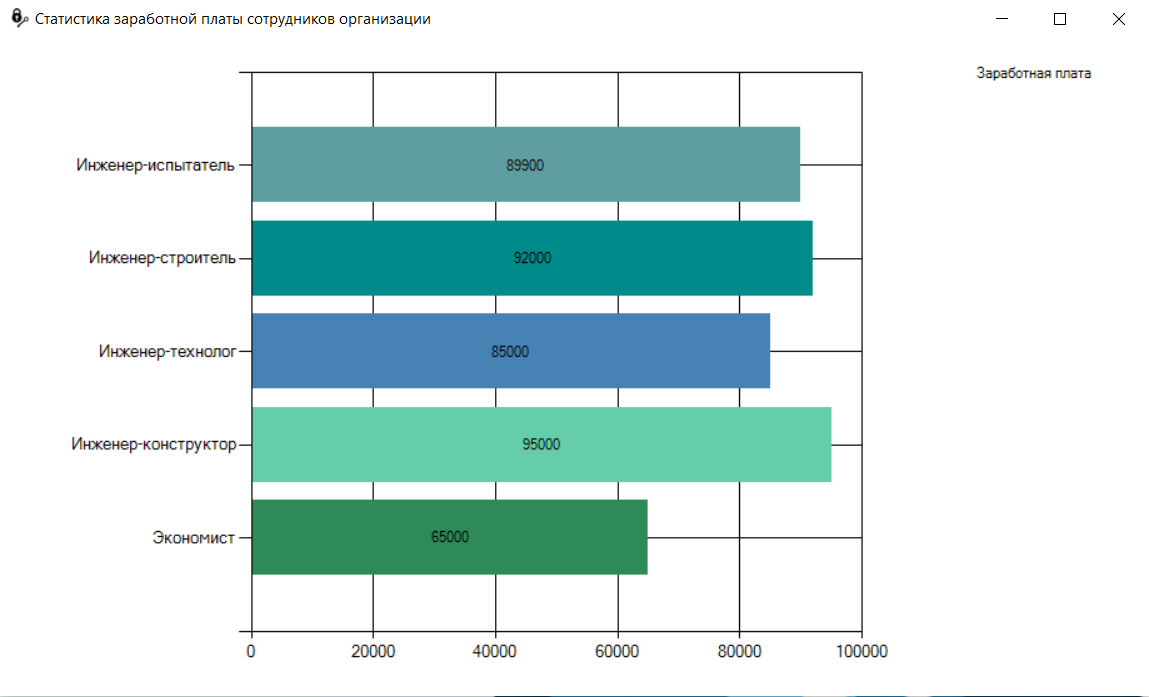 Статистика заработной платы сотрудников организации
Заработная плата
Инженер-испытатель
89900
Инженер-строитель
92000
Инженер-технолог
85000
Инженер-конструктор
95000
Экономист
65000
0 20000 40000 60000 80000 100000